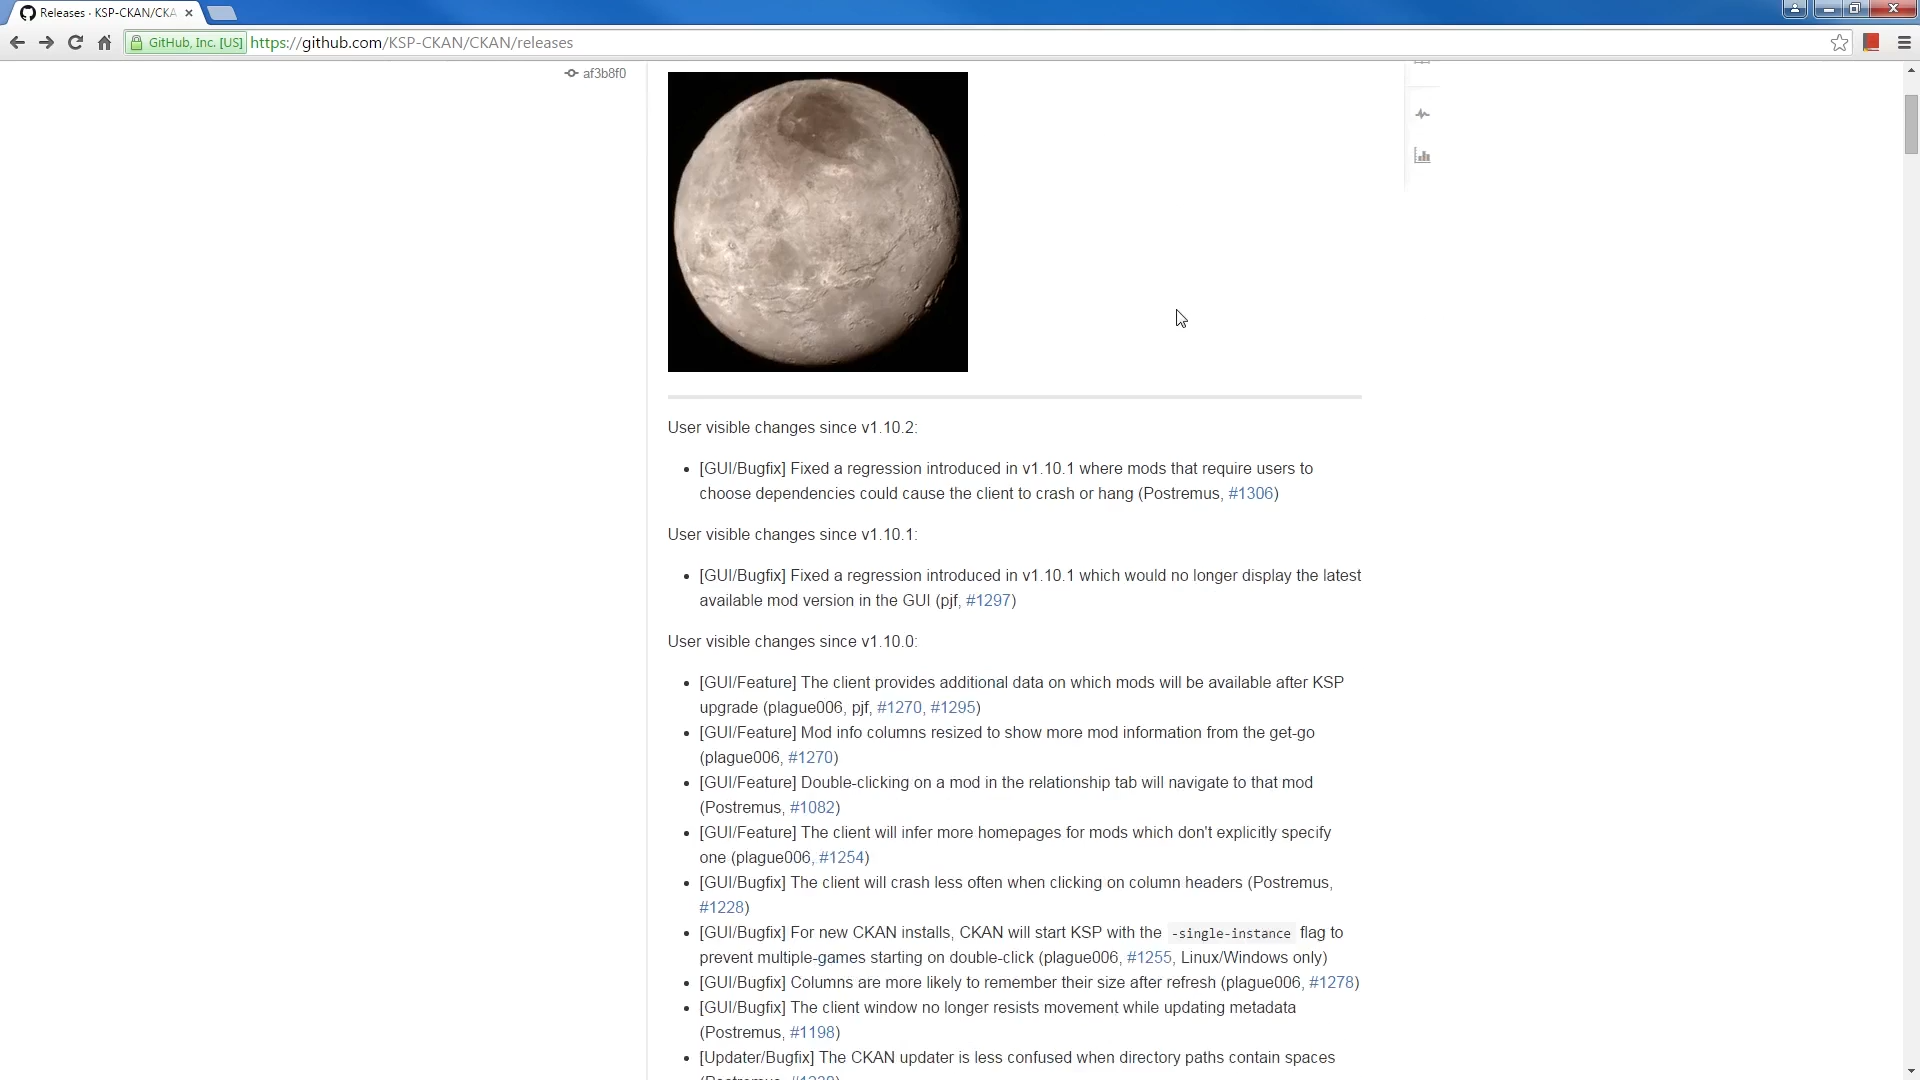 Releases · KSP-CKAN/CKA
GitHub, Inc. [US] https://github.com/KSP-CKAN/CKAN/releases
af3b8f0
User visible changes since v1.10.2:
[GUI/Bugfix] Fixed a regression introduced in v1.10.1 where mods that require users to
choose dependencies could cause the client to crash or hang (Postremus, #1306)
User visible changes since v1.10.1:
[GUI/Bugfix] Fixed a regression introduced in v1.10.1 which would no longer display the latest
available mod version in the GUI (pjf, #1297)
User visible changes since v1.10.0:
[GUI/Feature] The client provides additional data on which mods will be available after KSP
upgrade (plague006, pjf, #1270, #1295)
[GUI/Feature] Mod info columns resized to show more mod information from the get-go
(plague006, #1270)
[GUI/Feature] Double-clicking on a mod in the relationship tab will navigate to that mod
(Postremus, #1082)
[GUI/Feature] The client will infer more homepages for mods which don't explicitly specify
one (plague006, #1254)
[GUI/Bugfix] The client will crash less often when clicking on column headers (Postremus,
#1228)
[GUI/Bugfix] For new CKAN installs, CKAN will start KSP with the -single-instance flag to
prevent multiple-games starting on double-click (plague006, #1255, Linux/Windows only)
[GUI/Bugfix] Columns are more likely to remember their size after refresh (plague006, #1278)
[GUI/Bugfix] The client window no longer resists movement while updating metadata
(Postremus, #1198)
[Updater/Bugfix] The CKAN updater is less confused when directory paths contain spaces